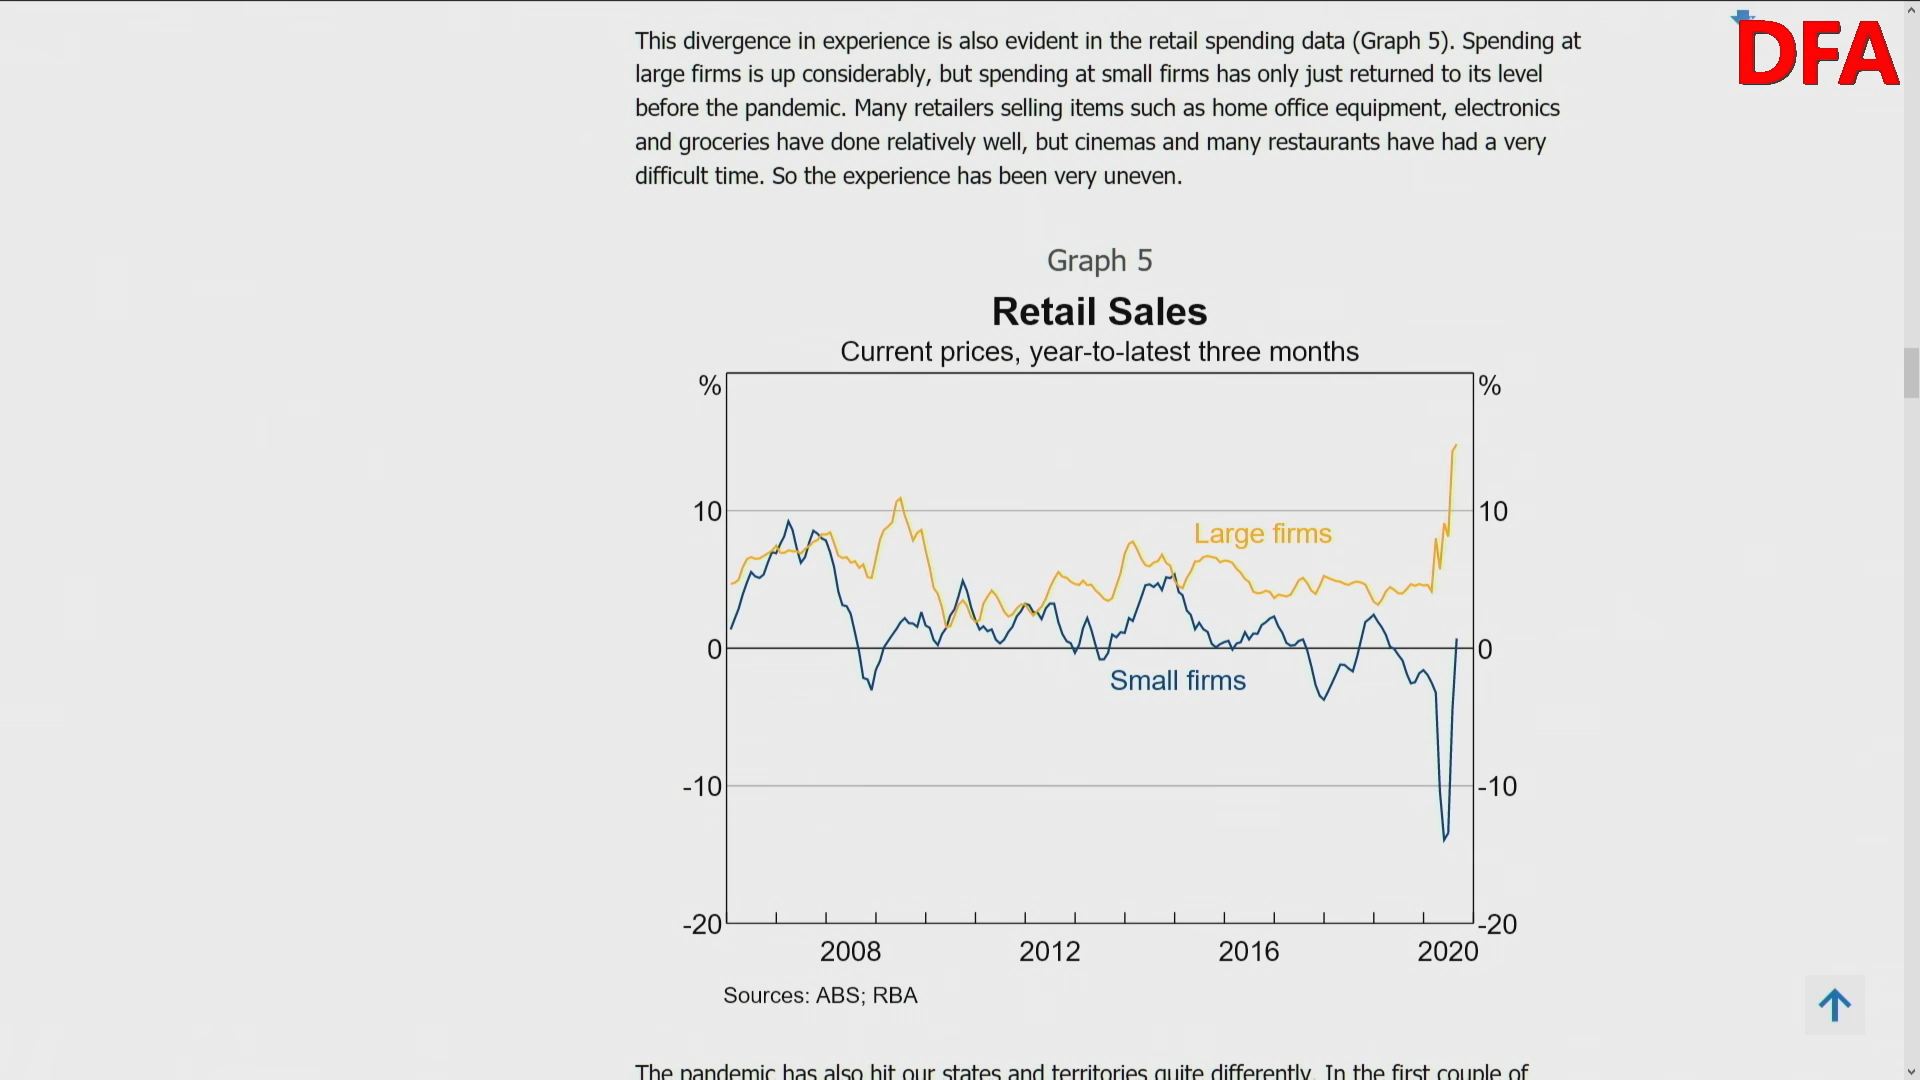 This divergence in experience is also evident in the retail spending data (Graph 5). Spending at
large firms is up considerably, but spending at small firms has only just returned to its level
before the pandemic. Many retailers selling items such as home office equipment, electronics
and groceries have done relatively well, but cinemas and many restaurants have had a very
difficult time. So the experience has been very uneven.
DFA
Graph 5
Retail Sales
Current prices, year-to-latest three months
% %
10 10
Large firms
0 0
Small firms
-10 -10
-20 -20
2008 2012 2016 2020
Sources: ABS; RBA
The pandemic has also hit our states and territories quite differently. In the first couple of